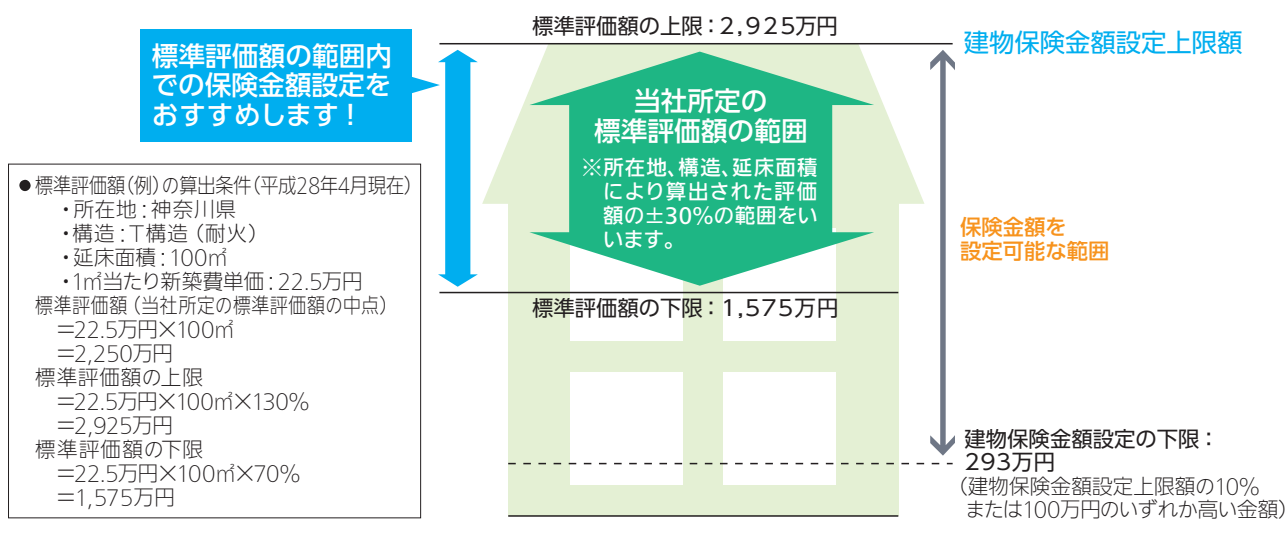 標準評価額の上限：2,925万円
建物保険金額設定上限額
標準評価額の範囲内
での保険金額設定を
おすすめします！
当社所定の
標準評価額の範囲
※所在地、構造、延床面積
により算出された評価
額の±30%の範囲をい
います。
●標準評価額（例）の算出条件（平成28年4月現在）
・所在地：神奈川県
・構造：T構造（耐火）
・延床面積：100㎡
・1㎡当たり新築費単価：22.5万円
標準評価額（当社所定の標準評価額の中点）
＝22.5万円×100㎡
＝2,250万円
標準評価額の上限
＝22.5万円×100㎡×130%
＝2,925万円
標準評価額の下限
＝22.5万円×100㎡×70%
＝1,575万円
保険金額を
設定可能な範囲
標準評価額の下限：1,575万円
建物保険金額設定の下限：
293万円
（建物保険金額設定上限額の10%
または100万円のいずれか高い金額）